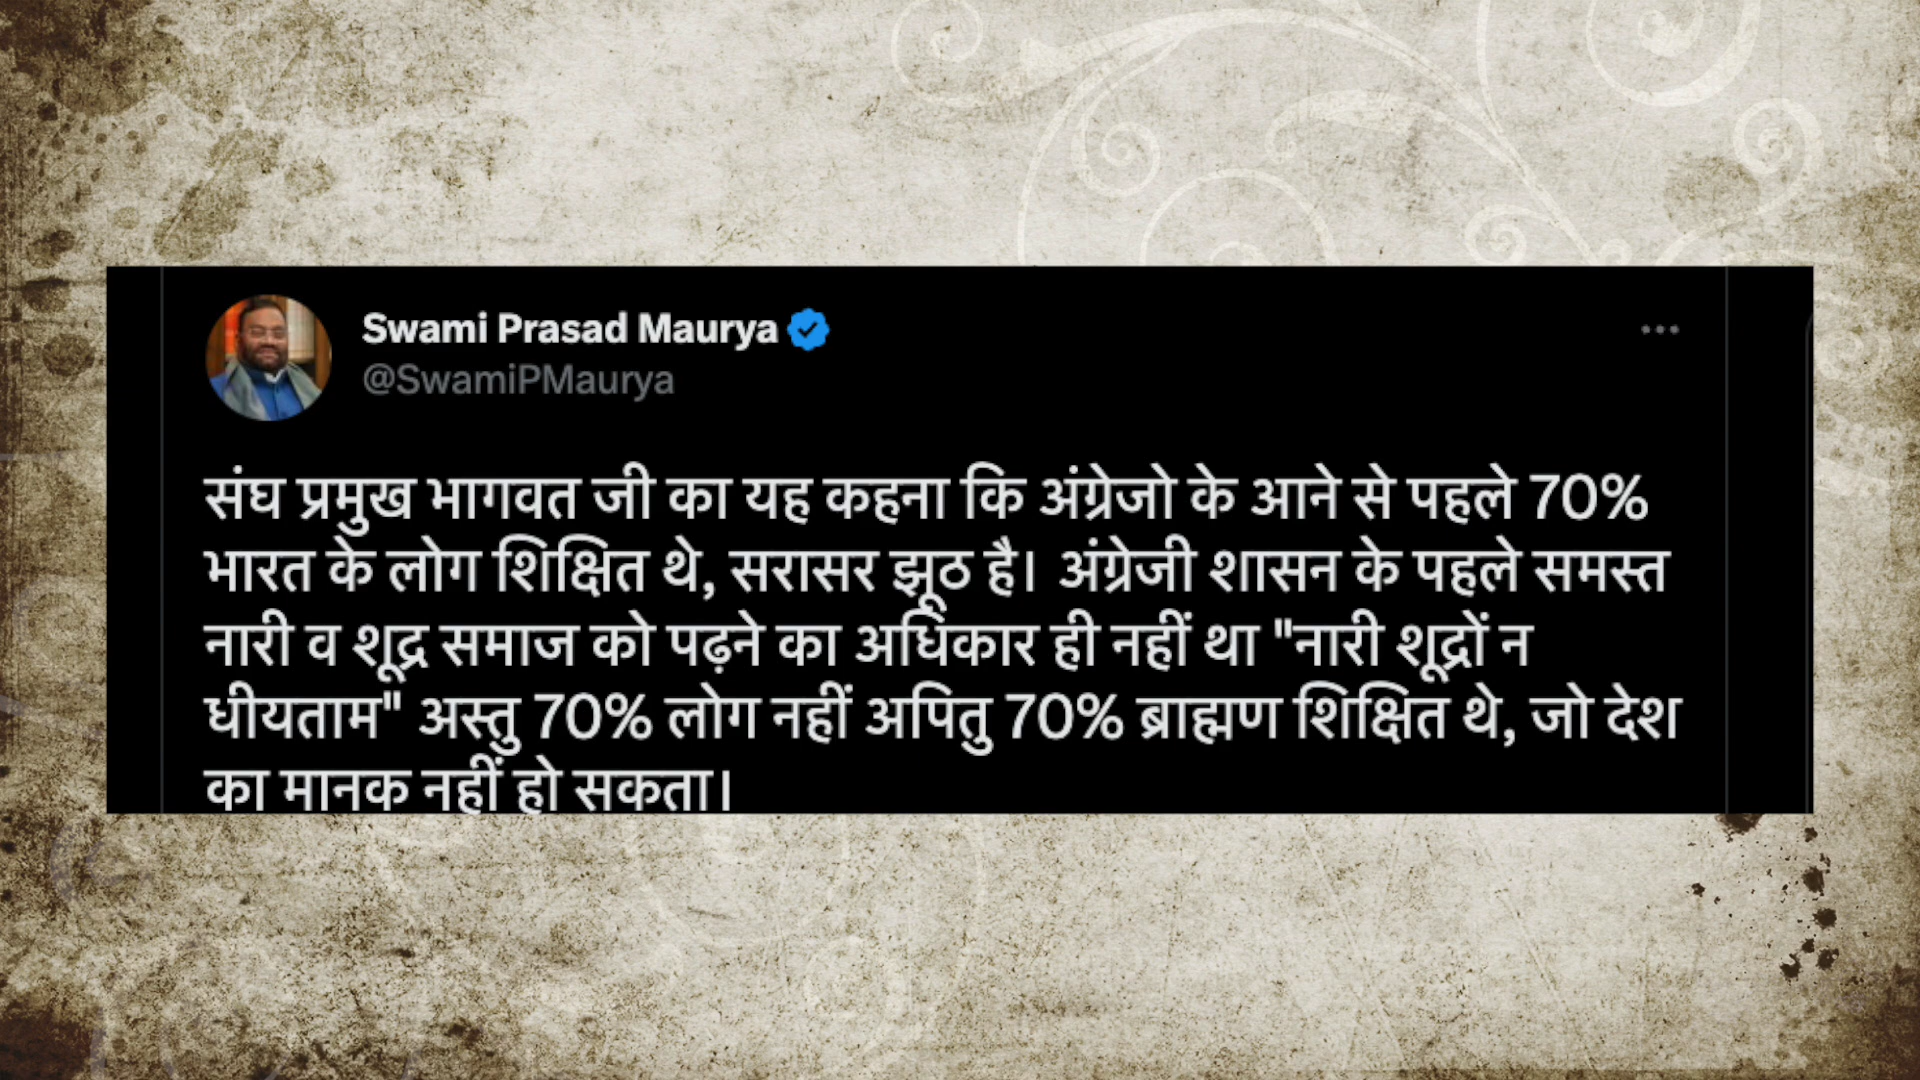 Swami Prasad Maurya
@SwamiPMaurya
संघ प्रमुख भागवत जी का यह कहना कि अंग्रेजो के आने से पहले 70%
भारत के लोग शिक्षित थे, सरासर झूठ है। अंग्रेजी शासन के पहले समस्त
नारी व शूद्र समाज को पढ़ने का अधिकार ही नहीं था "नारी शूद्रों न
धीयताम" अस्तु 70% लोग नहीं अपितु 70% ब्राह्मण शिक्षित थे, जो देश
का मानक नहीं हो सकता।